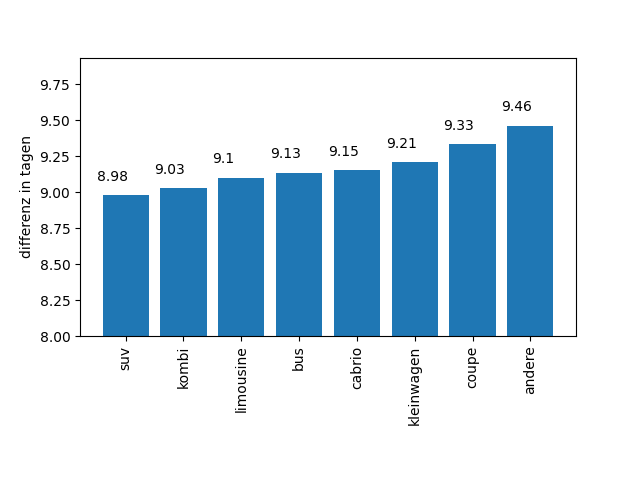 differenz in tagen
9.75
9.50
9.25
9.00
8.75
8.50
8.25
8.00
8.98
9.03
9.1
9.13
9.15
9.21
9.33
9.46
suv
kombi
limousine
bus
cabrio
kleinwagen
coupe
andere